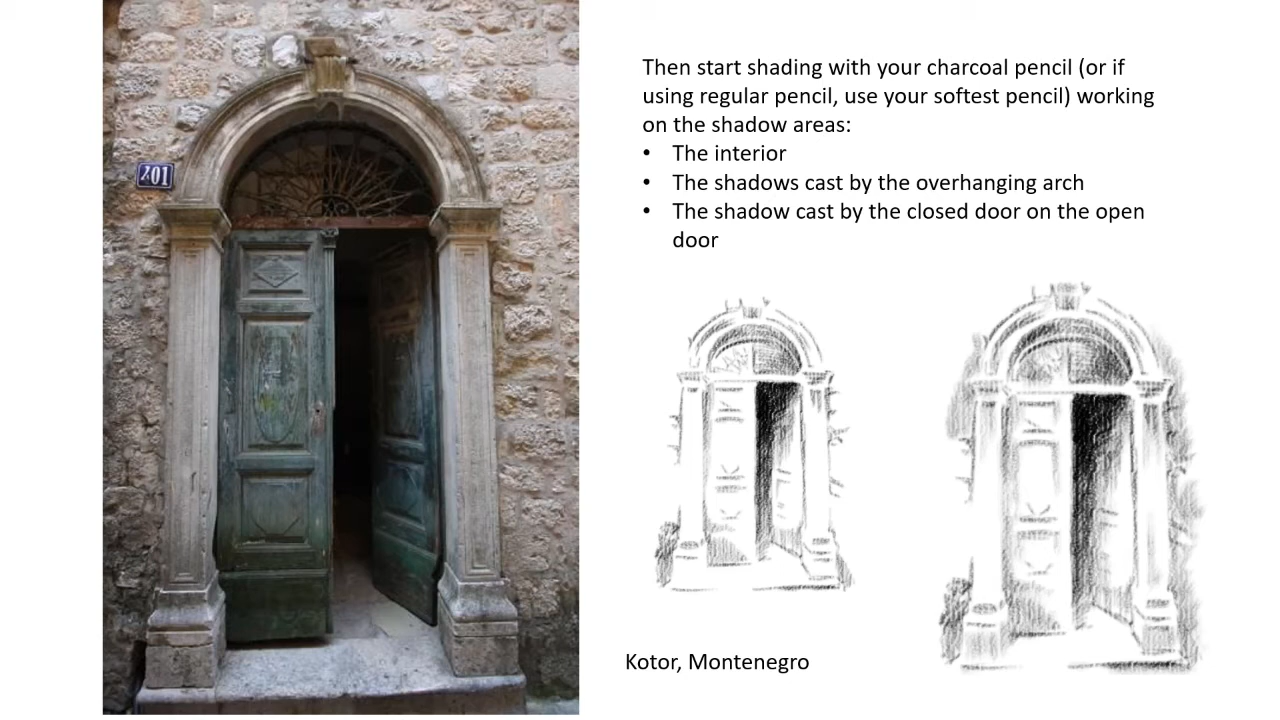 401
Then start shading with your charcoal pencil (or if
using regular pencil, use your softest pencil) working
on the shadow areas:
• The interior
• The shadows cast by the overhanging arch
• The shadow cast by the closed door on the open
door
Kotor, Montenegro